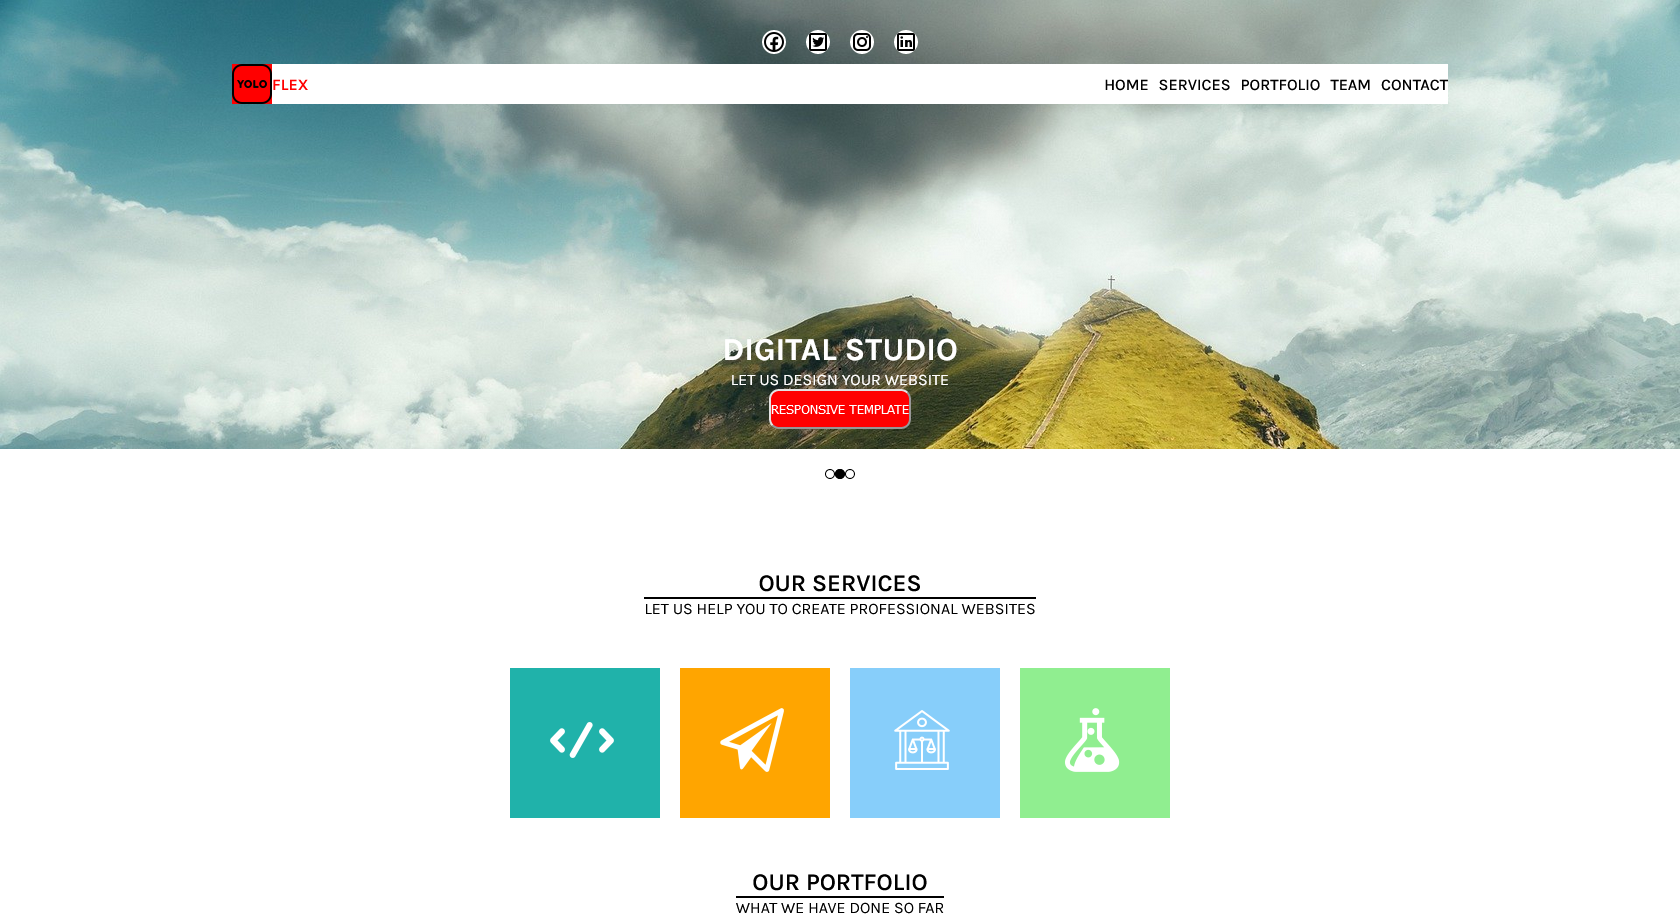 YOLO FLEX HOME SERVICES PORTFOLIO TEAM CONTACT
DIGITAL STUDIO
LET US DESIGN YOUR WEBSITE
RESPONSIVE TEMPLATE
OUR SERVICES
LET US HELP YOU TO CREATE PROFESSIONAL WEBSITES
OUR PORTFOLIO
WHAT WE HAVE DONE SO FAR